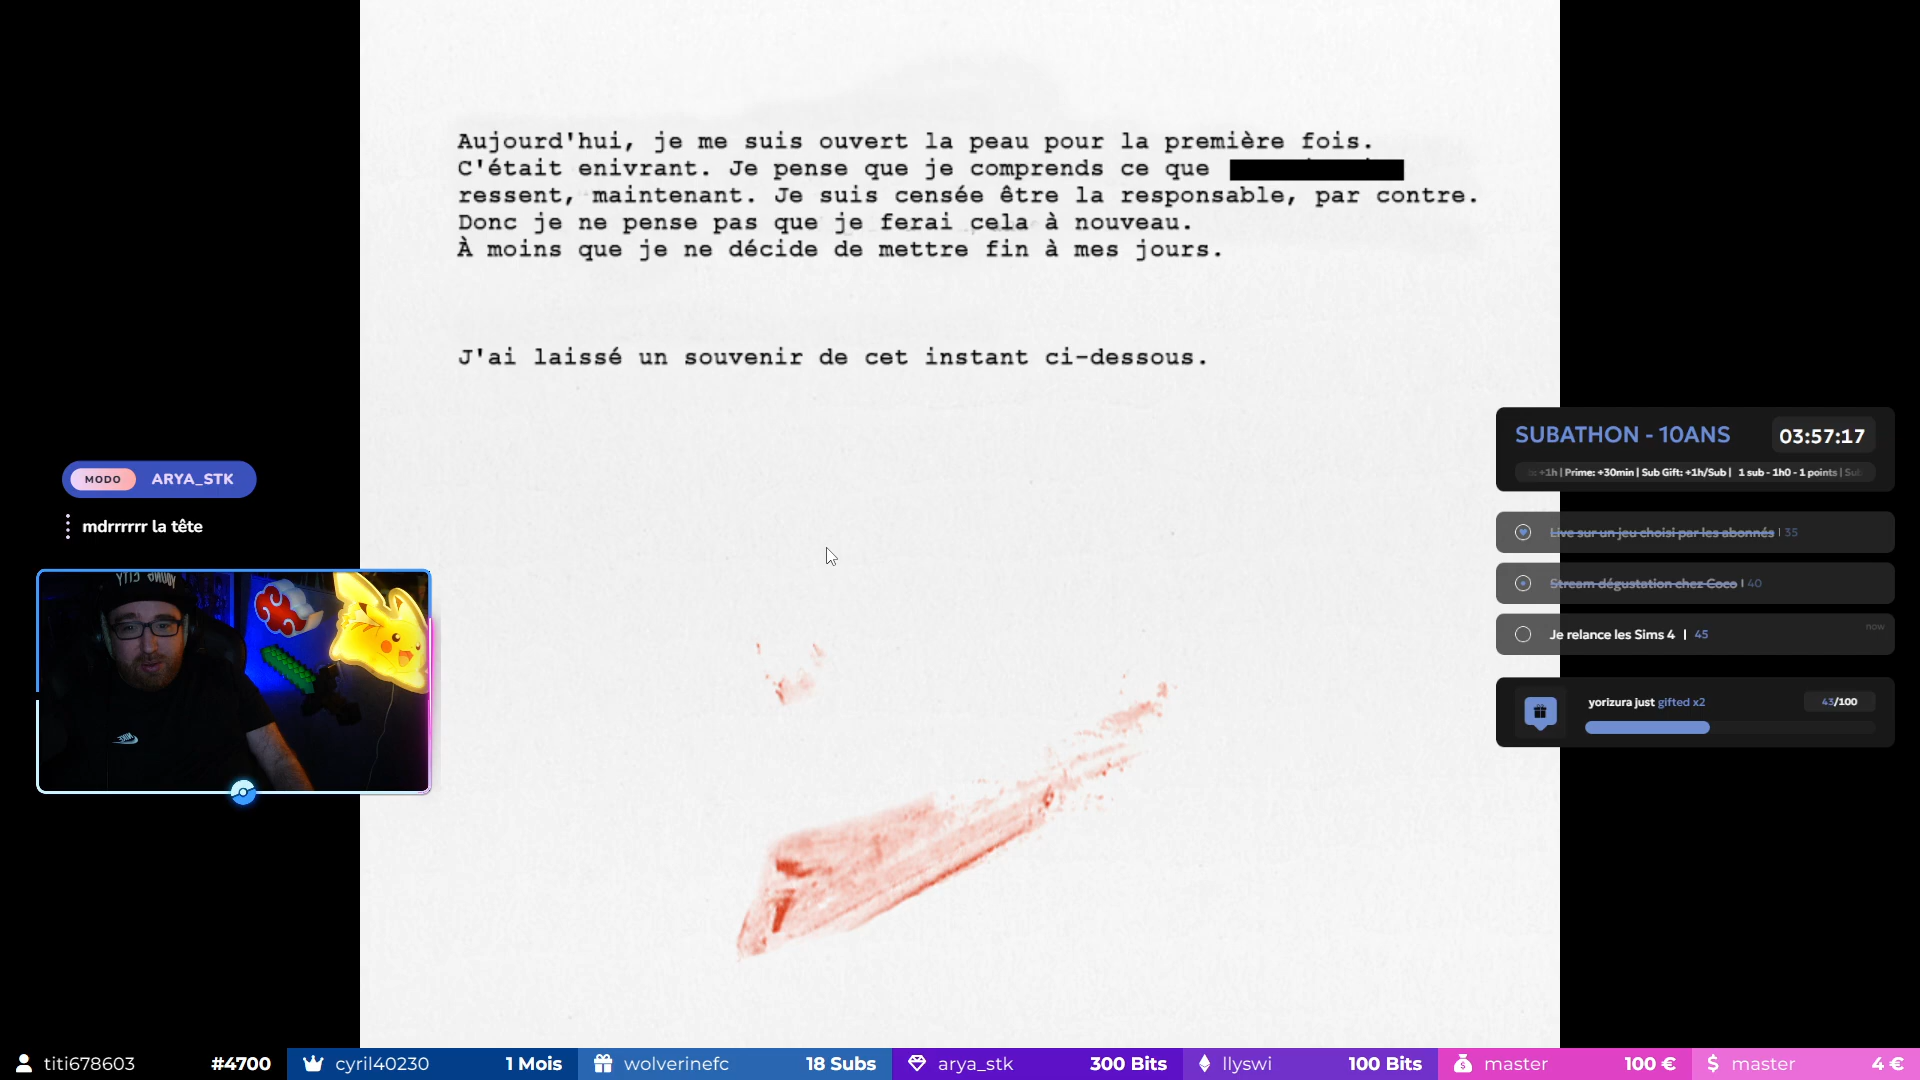 Aujourd'hui, je me suis ouvert la peau pour la première fois.
C'était enivrant. Je pense que je comprends ce que
ressent, maintenant. Je suis censée être la responsable, par contre.
Donc je ne pense pas que je ferai cela à nouveau.
À moins que je ne décide de mettre fin à mes jours.
J'ai laissé un souvenir de cet instant ci-dessous.
MODO ARYA_STK
mdrrrrrr la tête
YOUNG CITY
SUBATHON - 10ANS 03:57:17
+1h | Prime: +30min | Sub Gift: +1h/Sub | 1 sub - 1h0 - 1 points |
Live sur un jeu choisi par les abonnés | 35
Stream dégustation chez Coco | 40
Je relance les Sims 4 | 45
now
yorizura just gifted x2 43/100
titi678603 #4700 cyril40230 1 Mois wolverinefc 18 Subs arya_stk 300 Bits llyswi 100 Bits master 100 € master 4 €